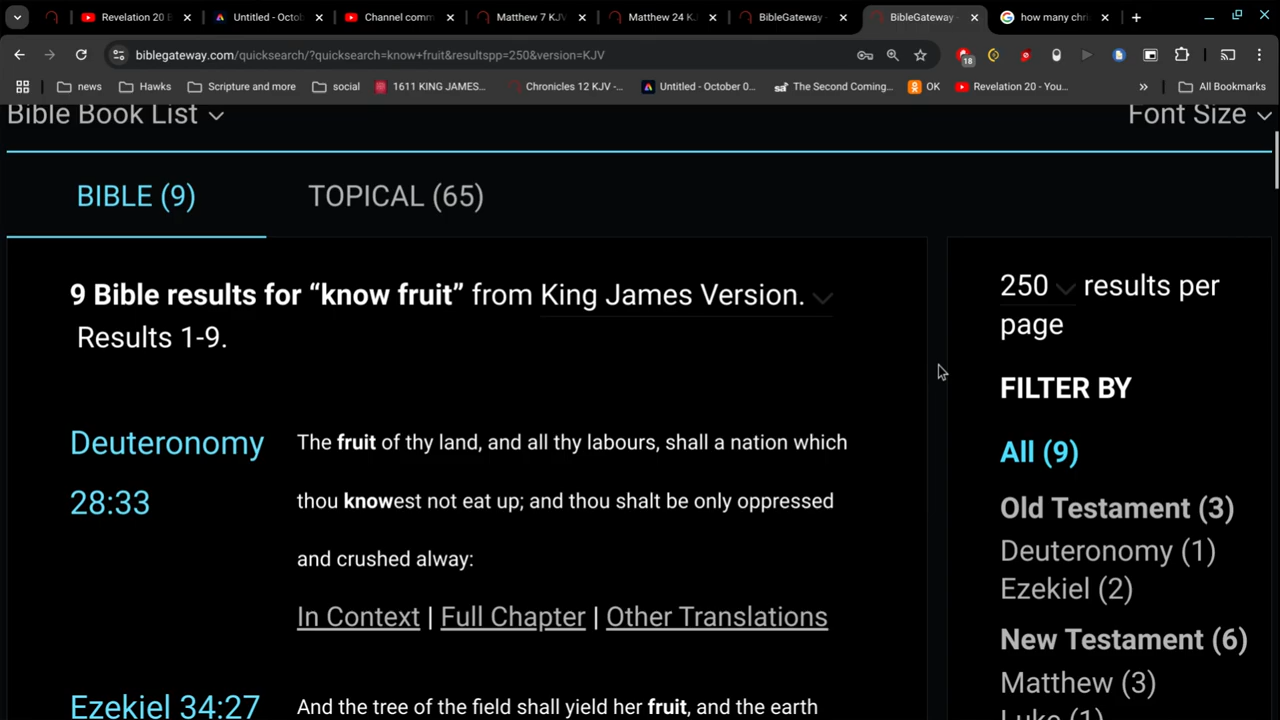 Revelation 20 E
Untitled - Octo
Channel comm
Matthew 7 KJV
Matthew 24 K
BibleGateway -
BibleGateway -
how many chri
biblegateway.com/quicksearch/?quicksearch=know+fruit&resultspp=250&version=KJV
18
news
Hawks
Scripture and more
social
1611 KING JAMES...
Chronicles 12 KJV -...
Untitled - October 0...
The Second Coming...
OK
Revelation 20 - You...
All Bookmarks
Bible Book List
Font Size
BIBLE (9)
TOPICAL (65)
9 Bible results for “know fruit” from King James Version.
Results 1-9.
250 results per
page
FILTER BY
All (9)
Old Testament (3)
Deuteronomy (1)
Ezekiel (2)
New Testament (6)
Matthew (3)
Luke (1)
Deuteronomy
28:33
The fruit of thy land, and all thy labours, shall a nation which
thou knowest not eat up; and thou shalt be only oppressed
and crushed alway:
In Context | Full Chapter | Other Translations
Ezekiel 34:27
And the tree of the field shall yield her fruit, and the earth